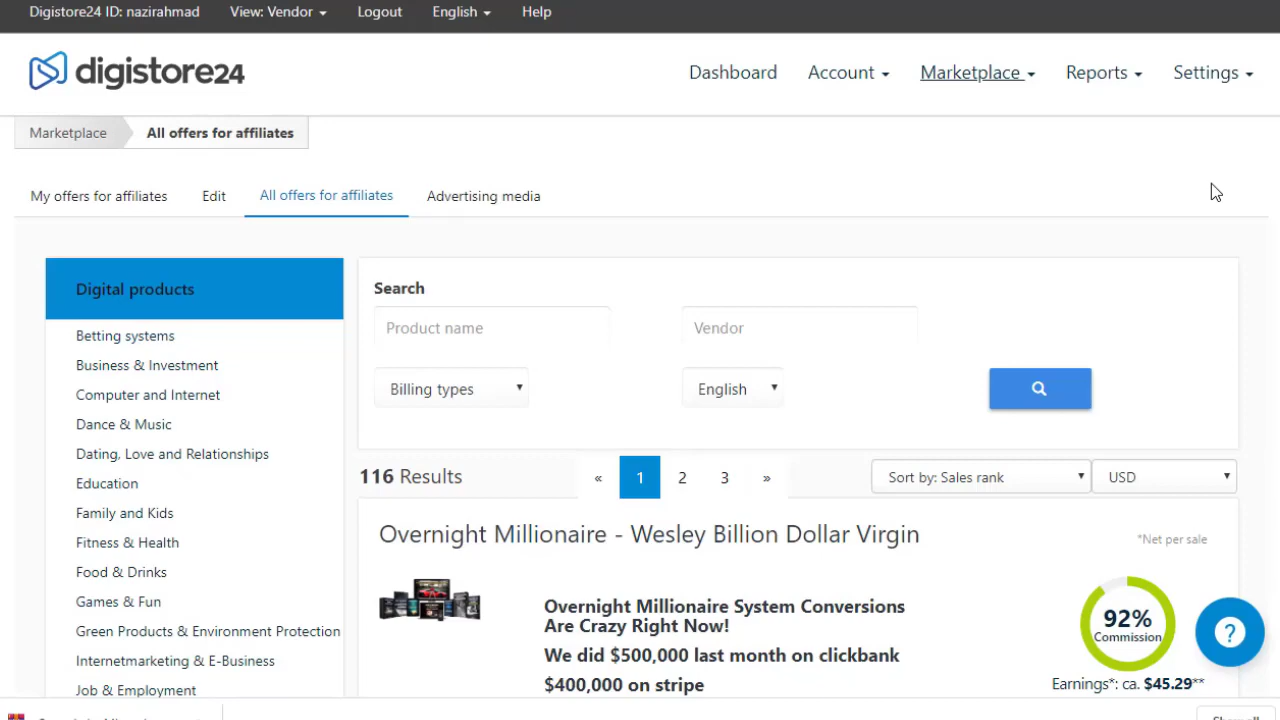 Digistore24 ID: nazirahmad View: Vendor Logout English Help
digistore24
Dashboard Account Marketplace Reports Settings
Marketplace All offers for affiliates
My offers for affiliates Edit All offers for affiliates Advertising media
Digital products
Betting systems
Business & Investment
Computer and Internet
Dance & Music
Dating, Love and Relationships
Education
Family and Kids
Fitness & Health
Food & Drinks
Games & Fun
Green Products & Environment Protection
Internetmarketing & E-Business
Job & Employment
Search
Product name Vendor
Billing types English
116 Results « 1 2 3 » Sort by: Sales rank USD
Overnight Millionaire - Wesley Billion Dollar Virgin
*Net per sale
Overnight Millionaire System Conversions
Are Crazy Right Now!
We did $500,000 last month on clickbank
$400,000 on stripe
92%
Commission
Earnings*: ca. $45.29**
?